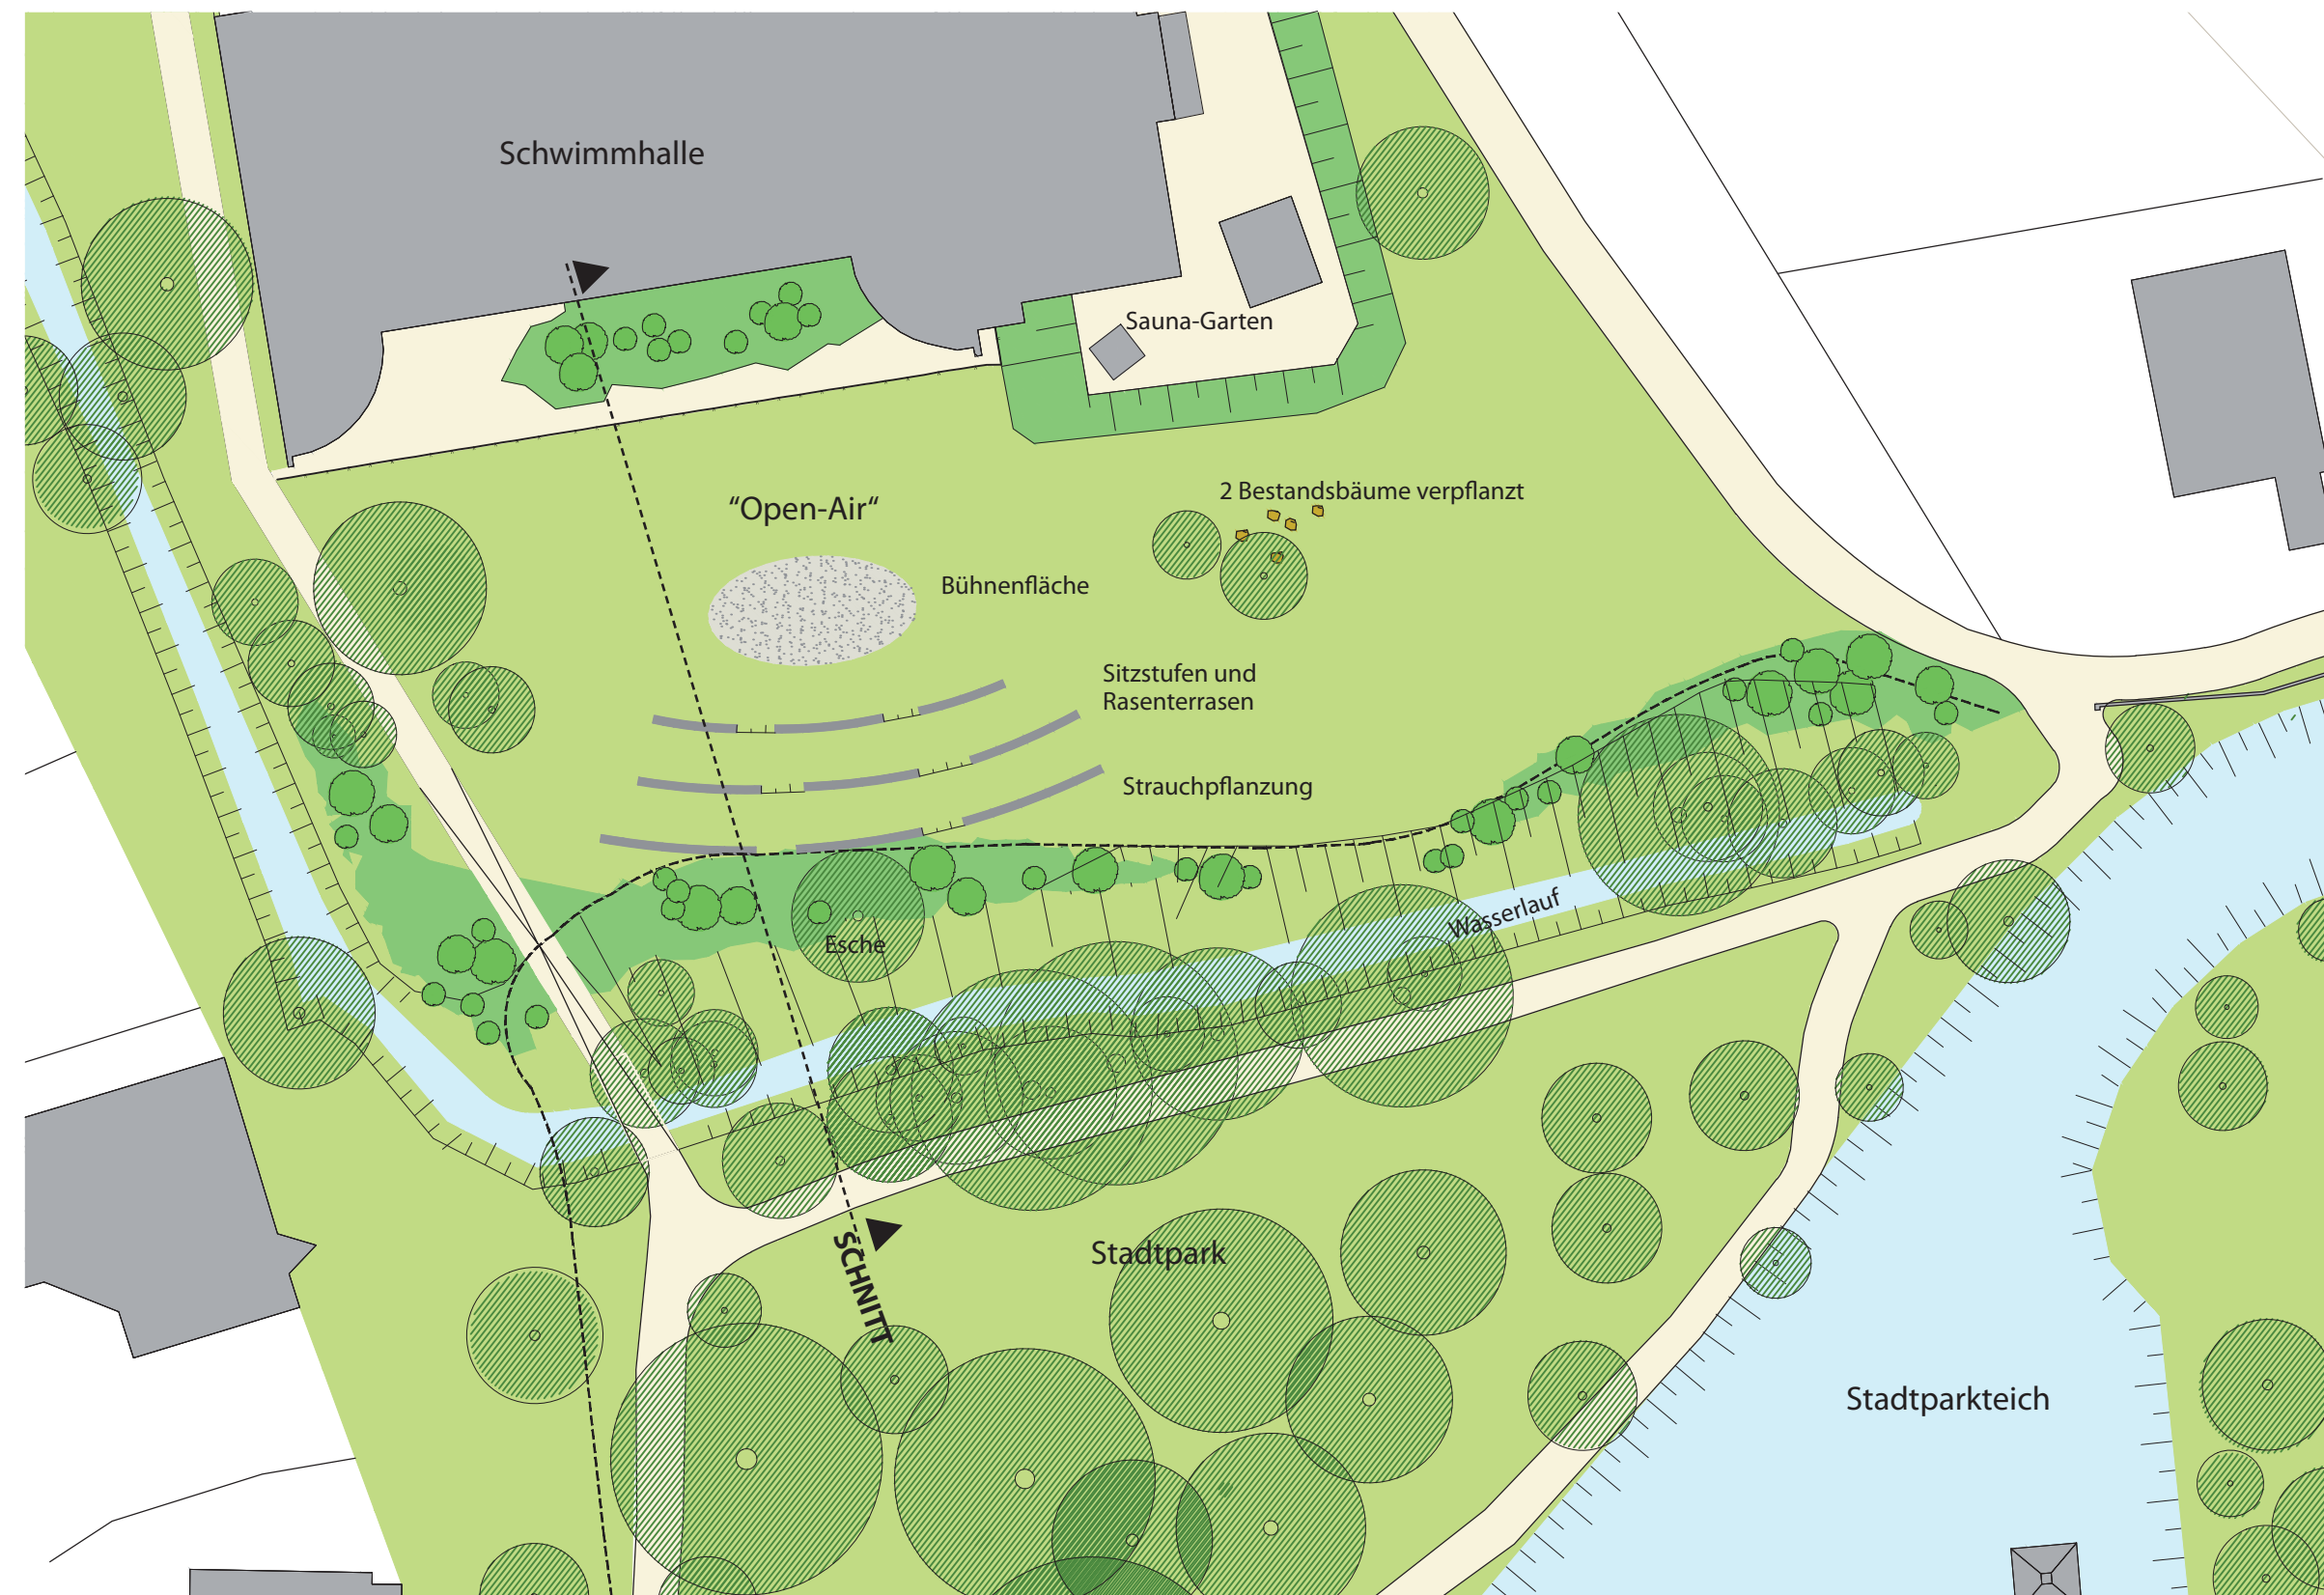 Schwimmhalle
Sauna-Garten
2 Bestandsbäume verpflanzt
“Open-Air“
Bühnenfläche
Sitzstufen und
Rasenterrasen
Strauchpflanzung
Wasserlauf
Esche
SCHNITT
Stadtpark
Stadtparkteich